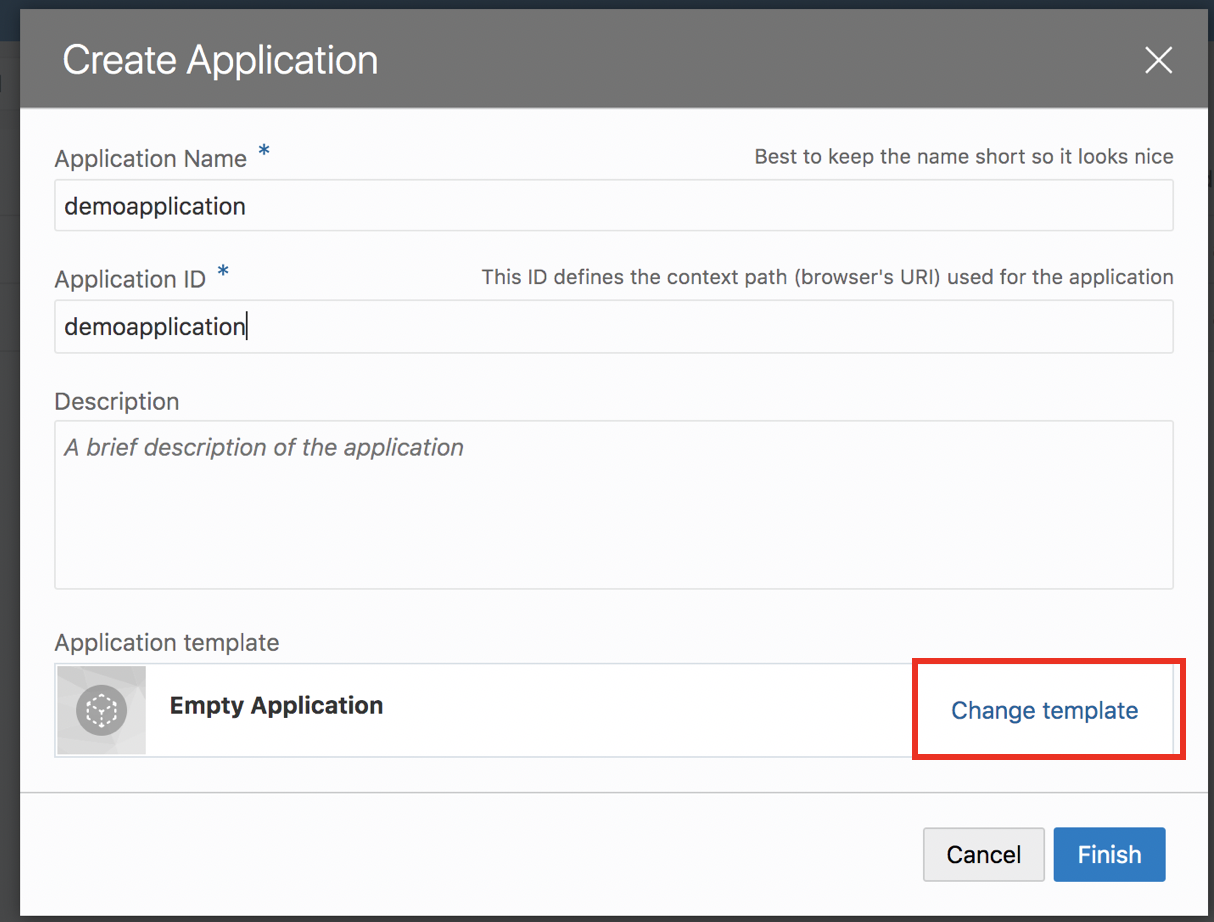 Create Application
Application Name *
Best to keep the name short so it looks nice
demoapplication
Application ID *
This ID defines the context path (browser's URI) used for the application
demoapplication
Description
A brief description of the application
Application template
Empty Application
Change template
Cancel
Finish